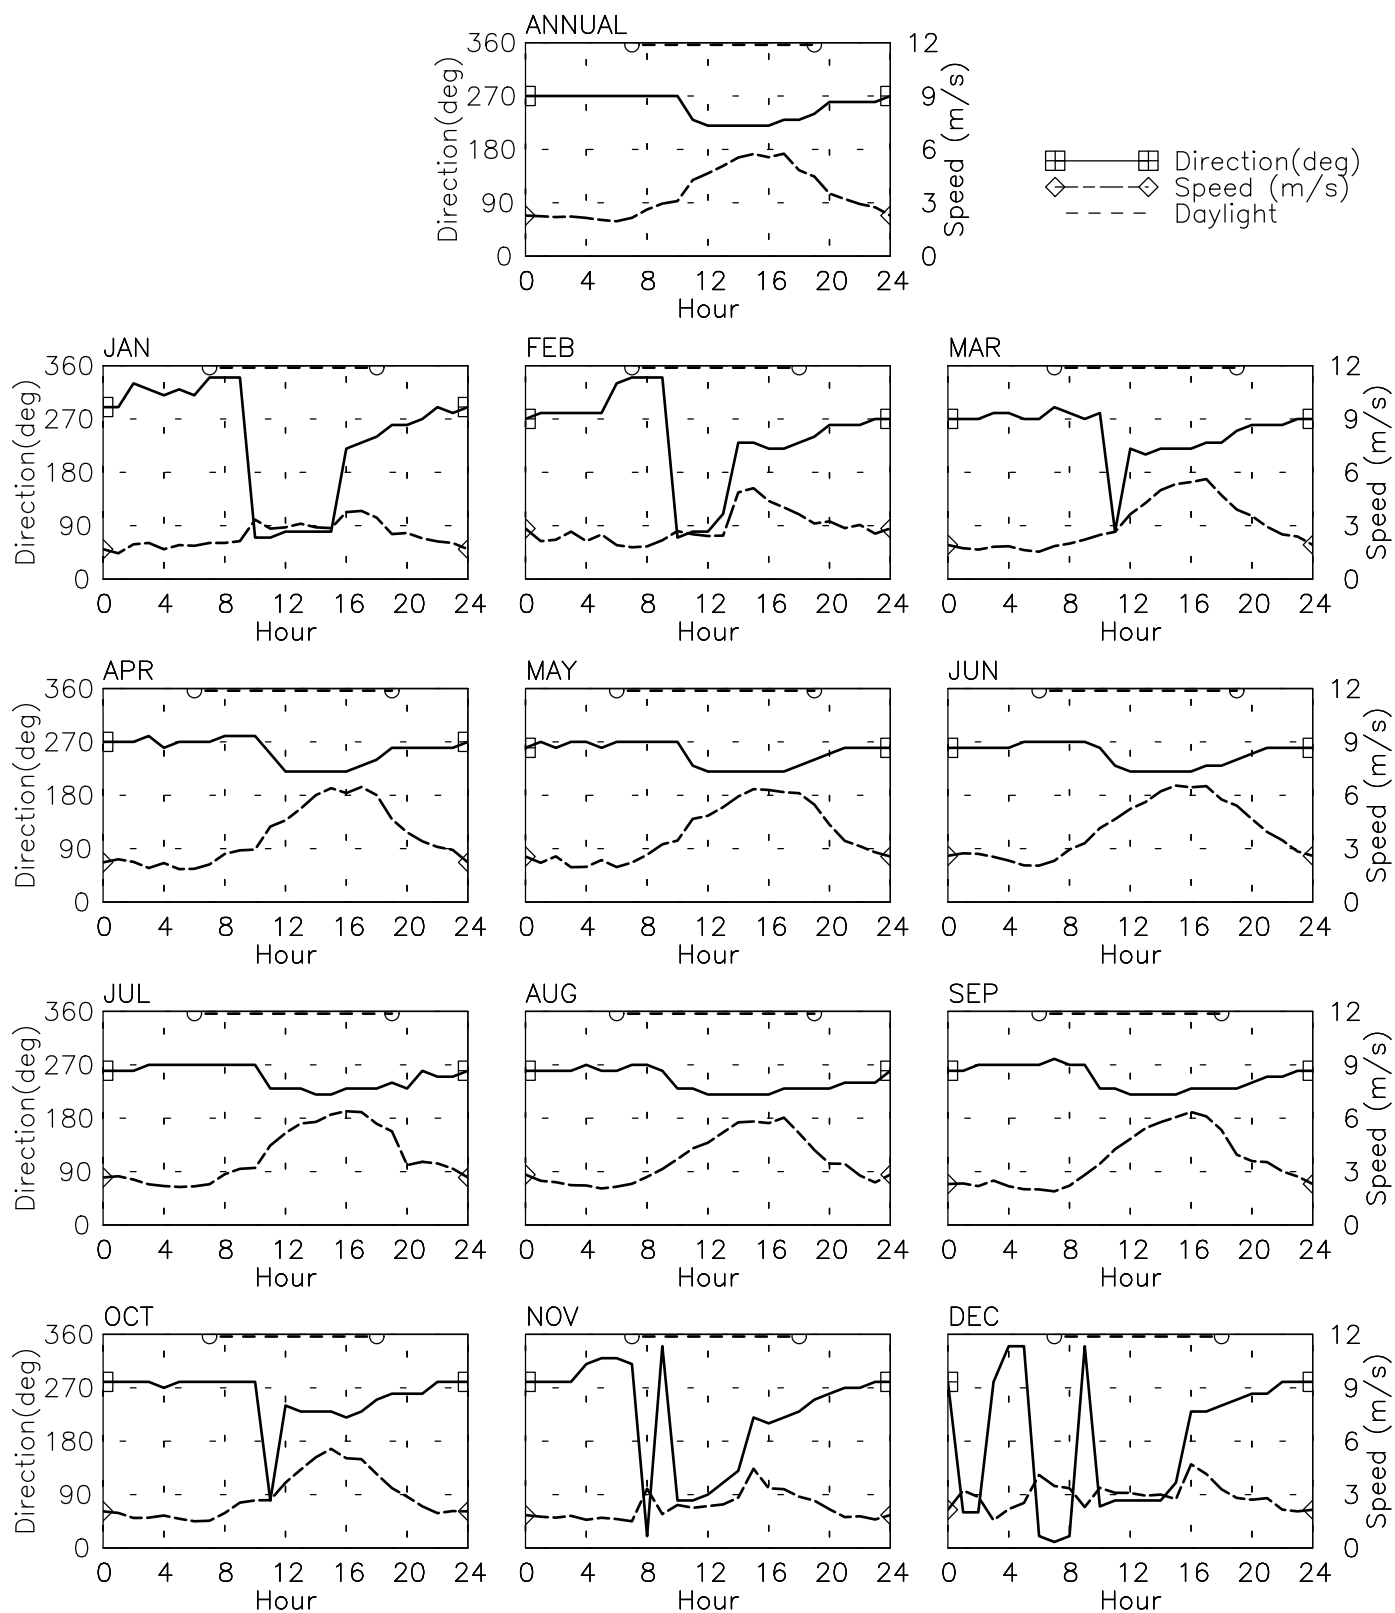 ANNUAL
360 12
270 9
180 6
90 3
0 0
Direction(deg)
Speed (m/s)
0 4 8 12 16 20 24
Hour
Direction(deg)
Speed (m/s)
Daylight
JAN FEB MAR
360 12
270 9
180 6
90 3
0 0
Direction(deg)
Speed (m/s)
0 4 8 12 16 20 24 0 4 8 12 16 20 24 0 4 8 12 16 20 24
Hour Hour Hour
APR MAY JUN
360 12
270 9
180 6
90 3
0 0
Direction(deg)
Speed (m/s)
0 4 8 12 16 20 24 0 4 8 12 16 20 24 0 4 8 12 16 20 24
Hour Hour Hour
JUL AUG SEP
360 12
270 9
180 6
90 3
0 0
Direction(deg)
Speed (m/s)
0 4 8 12 16 20 24 0 4 8 12 16 20 24 0 4 8 12 16 20 24
Hour Hour Hour
OCT NOV DEC
360 12
270 9
180 6
90 3
0 0
Direction(deg)
Speed (m/s)
0 4 8 12 16 20 24 0 4 8 12 16 20 24 0 4 8 12 16 20 24
Hour Hour Hour